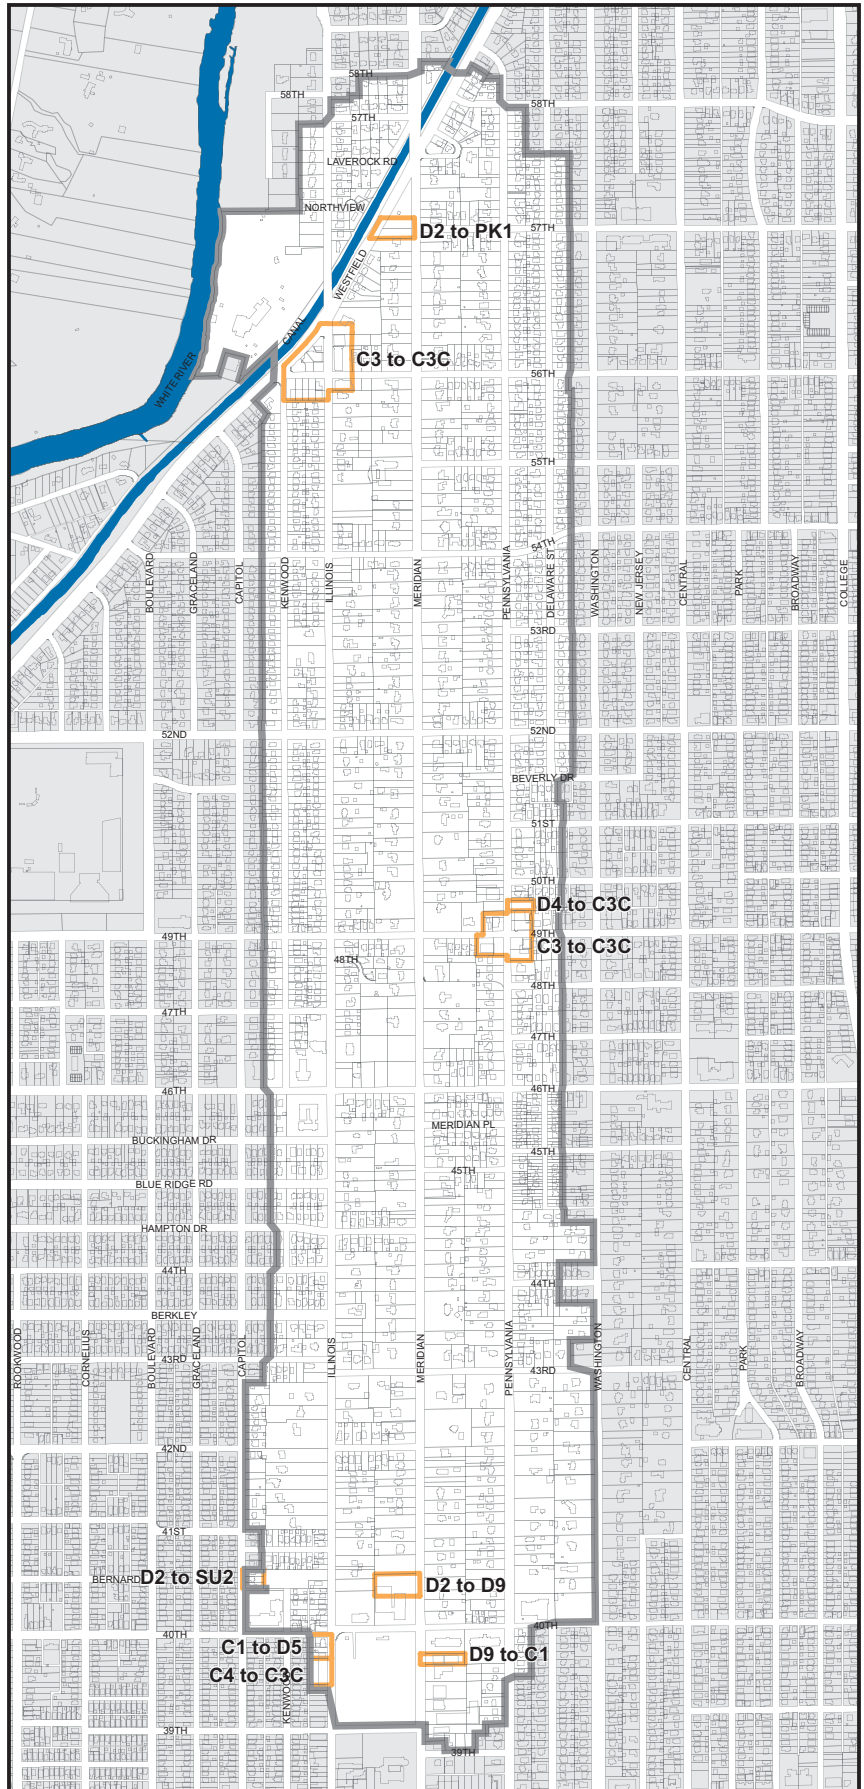 58TH
58TH
58TH
57TH
LAVEROCK RD
NORTHVIEW
57TH
D2 to PK1
WESTFIELD
CANAL
C3 to C3C
WHITE RIVER
56TH
55TH
54TH
BOULEVARD
GRACELAND
CAPITOL
KENWOOD
ILLINOIS
MERIDIAN
PENNSYLVANIA
DELAWARE ST
WASHINGTON
NEW JERSEY
CENTRAL
PARK
BROADWAY
COLLEGE
53RD
52ND
52ND
BEVERLY DR
51ST
50TH
D4 to C3C
49TH
49TH
C3 to C3C
48TH
48TH
47TH
47TH
46TH
46TH
MERIDIAN PL
BUCKINGHAM DR
45TH
45TH
BLUE RIDGE RD
HAMPTON DR
44TH
44TH
BERKLEY
ROOKWOOD
CORNELIUS
BOULEVARD
GRACELAND
CAPITOL
ILLINOIS
MERIDIAN
PENNSYLVANIA
WASHINGTON
CENTRAL
PARK
BROADWAY
43RD
43RD
42ND
41ST
BERNARD
D2 to SU2
D2 to D9
40TH
40TH
C1 to D5
D9 to C1
C4 to C3C
KENWOOD
39TH
39TH